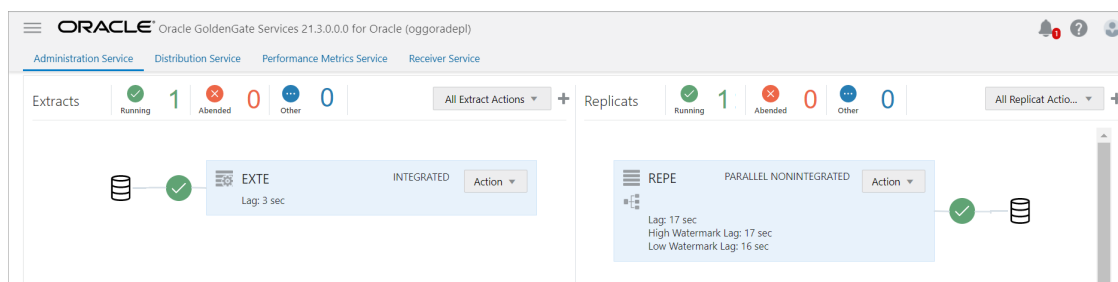 ORACLE Oracle GoldenGate Services 21.3.0.0.0 for Oracle (oggoradepl)
1
Administration Service Distribution Service Performance Metrics Service Receiver Service
Extracts Running 1 Abended 0 Other 0 All Extract Actions
Replicats Running 1 Abended 0 Other 0 All Replicat Actio...
EXTE INTEGRATED Action
Lag: 3 sec
REPE PARALLEL NONINTEGRATED Action
Lag: 17 sec
High Watermark Lag: 17 sec
Low Watermark Lag: 16 sec